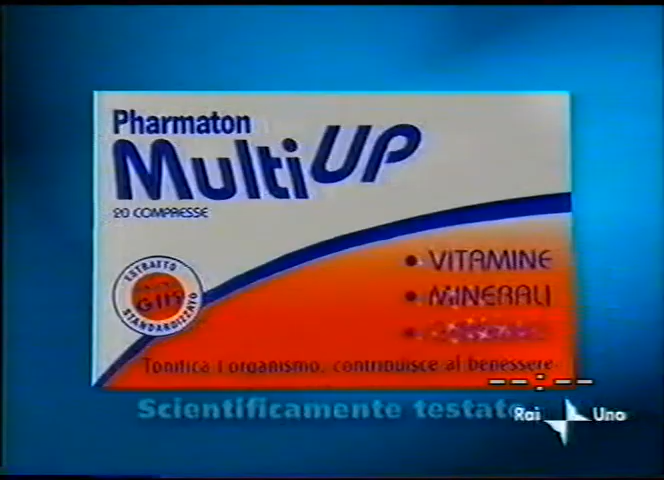 Pharmaton
MultiUP
20 COMPRESSE
• VITAMINE
ESTRATTO
G115
STANDARDIZZATO
• MINERALI
Tonifica l'organismo, contribuisce al benessere
--:--
Scientificamente testato
Rai Uno